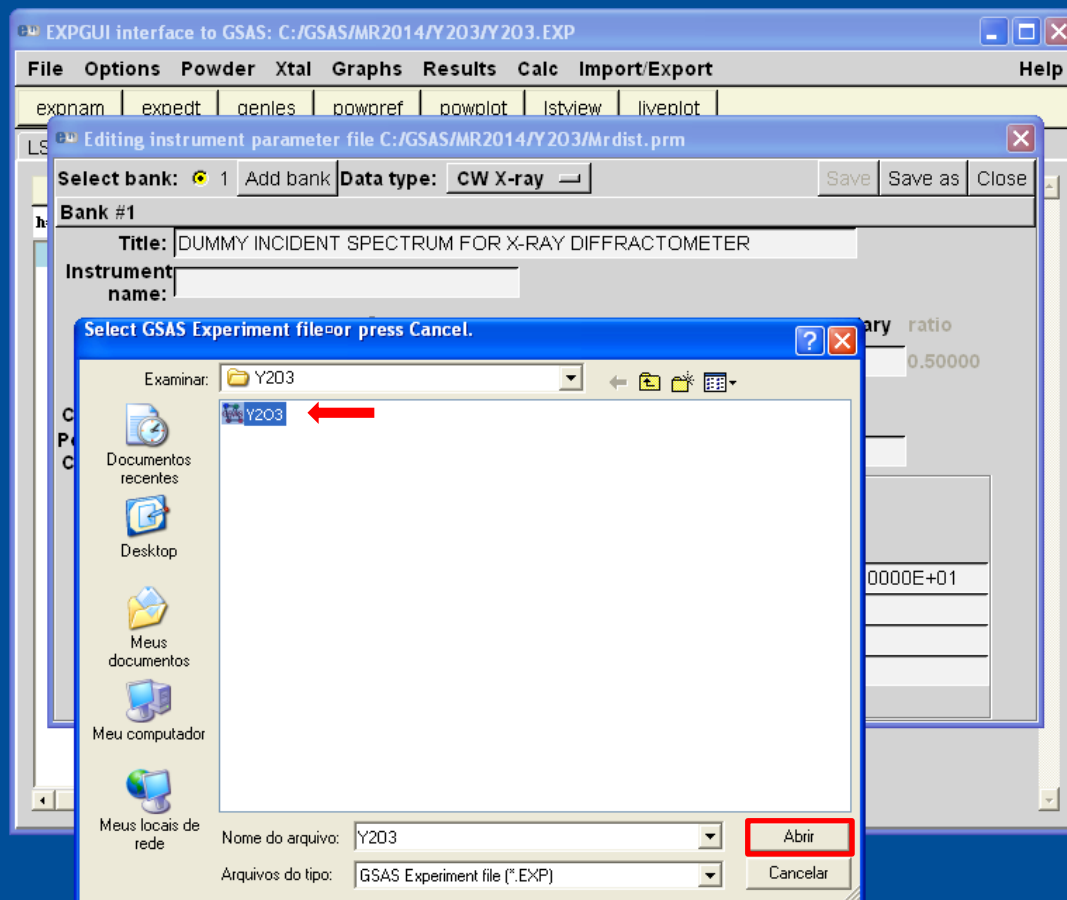 EXPGUI interface to GSAS: C:/GSAS/MR2014/Y2O3/Y2O3.EXP
File Options Powder Xtal Graphs Results Calc Import/Export Help
expnam expedt genles powpref powplot lstview liveplot
LS
Editing instrument parameter file C:/GSAS/MR2014/Y2O3/Mrdist.prm
Select bank: 1 Add bank Data type: CW X-ray Save Save as Close
Bank #1
Title: DUMMY INCIDENT SPECTRUM FOR X-RAY DIFFRACTOMETER
Instrument
name:
ary ratio
0.50000
Select GSAS Experiment file¤or press Cancel.
Examinar: Y2O3
Y2O3
Documentos
recentes
Desktop
Meus
documentos
0000E+01
Meu computador
Meus locais de
rede
Nome do arquivo: Y2O3 Abrir
Arquivos do tipo: GSAS Experiment file (*.EXP) Cancelar